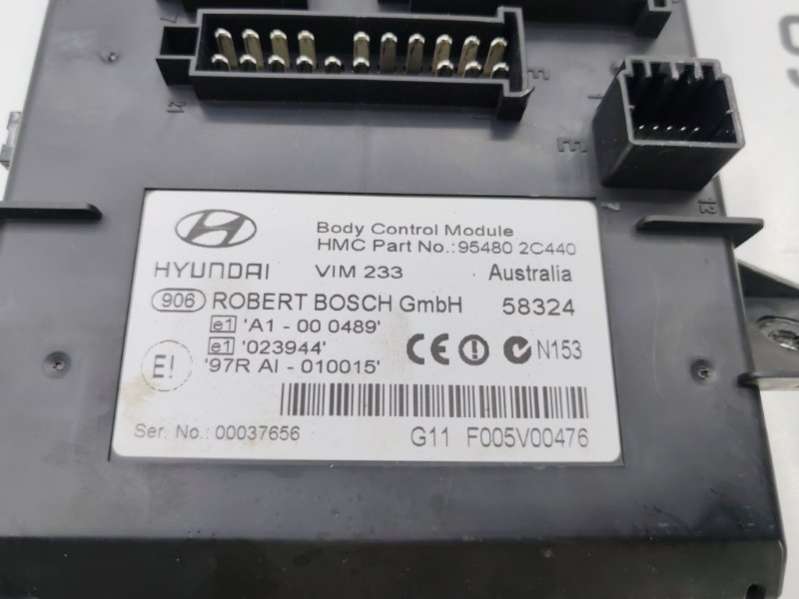 Body Control Module
HMC Part No.:95480 2C440
HYUNDAI VIM 233 Australia
906 ROBERT BOSCH GmbH 58324
e1 'A1 - 00 0489'
e1 '023944'
E! '97R AI - 010015' CE N153
Ser. No.: 00037656 G11 F005V00476